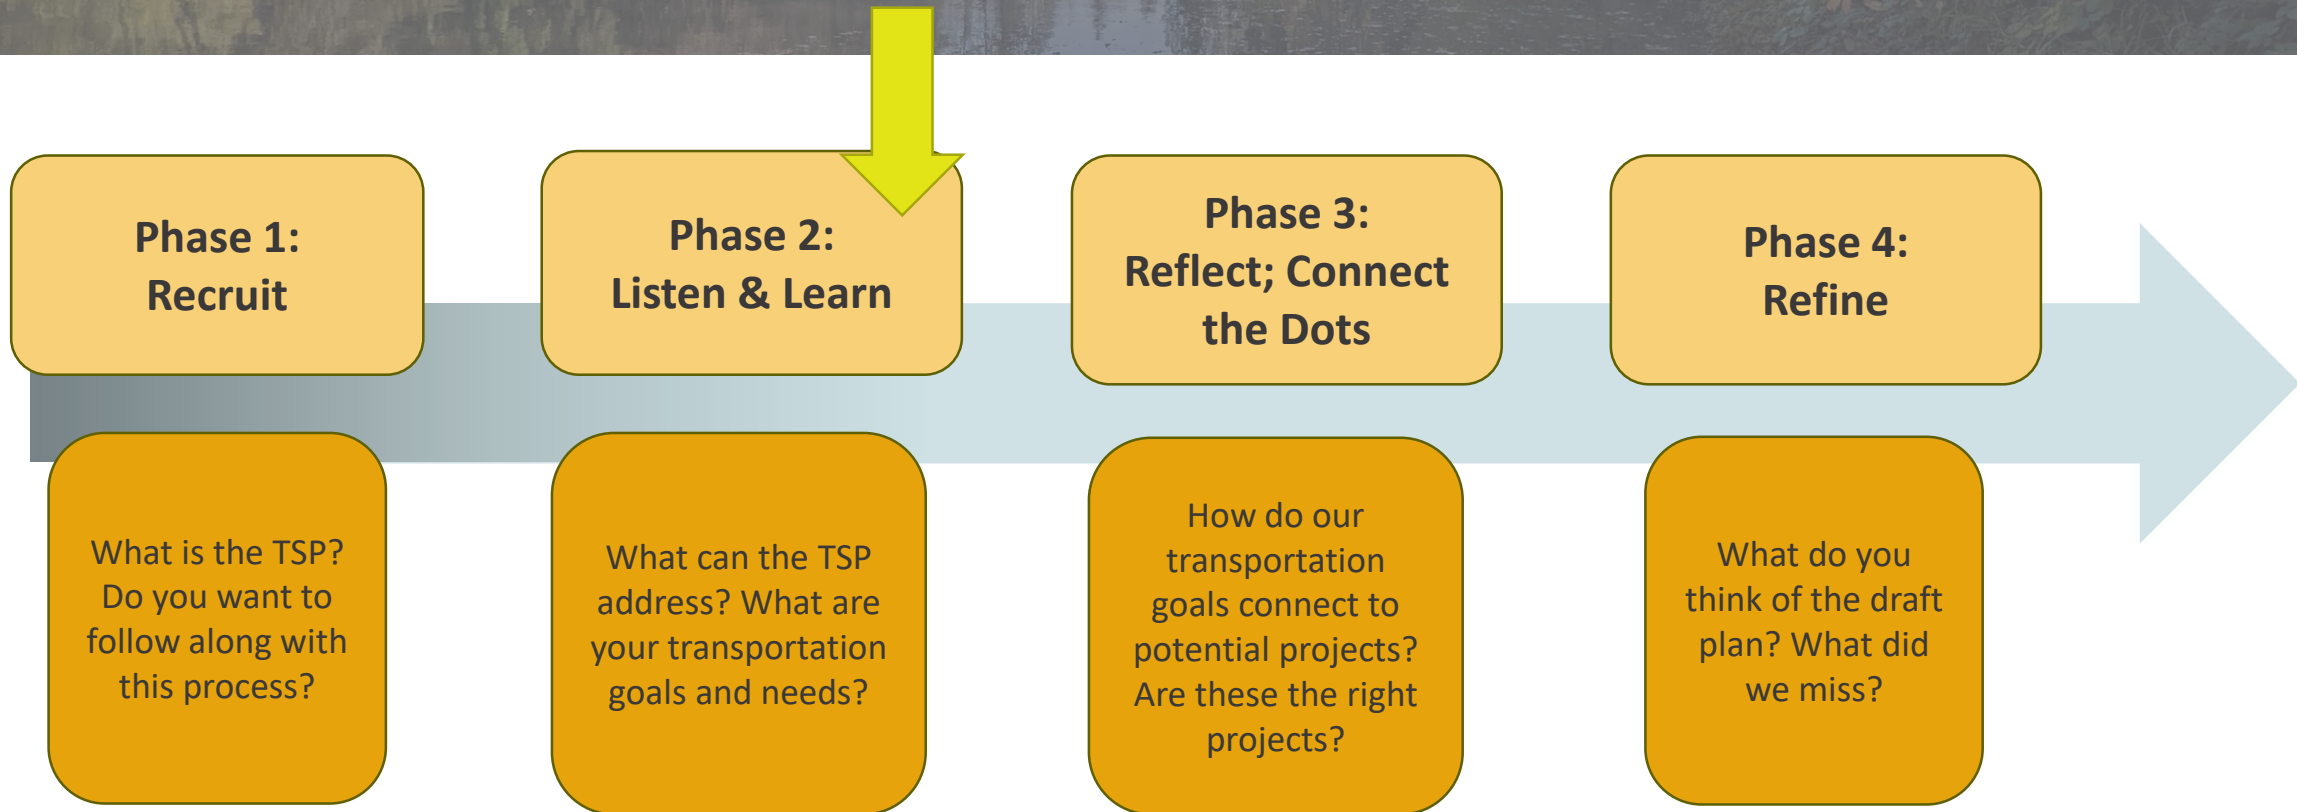 Phase 1:
Recruit
Phase 2:
Listen & Learn
Phase 3:
Reflect; Connect
the Dots
Phase 4:
Refine
What is the TSP?
Do you want to
follow along with
this process?
What can the TSP
address? What are
your transportation
goals and needs?
How do our
transportation
goals connect to
potential projects?
Are these the right
projects?
What do you
think of the draft
plan? What did
we miss?